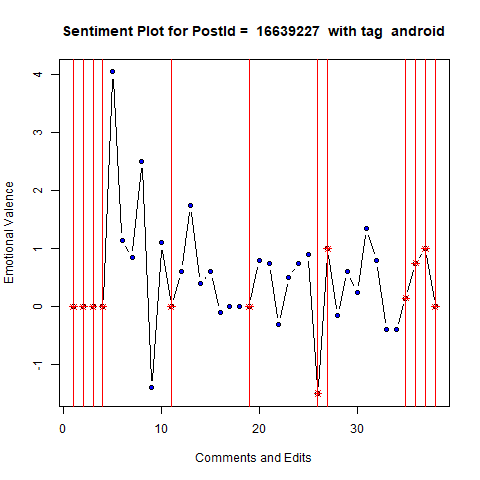 Sentiment Plot for PostId =  16639227  with tag  android
Emotional Valence
4
3
2
1
0
-1
0 10 20 30
Comments and Edits